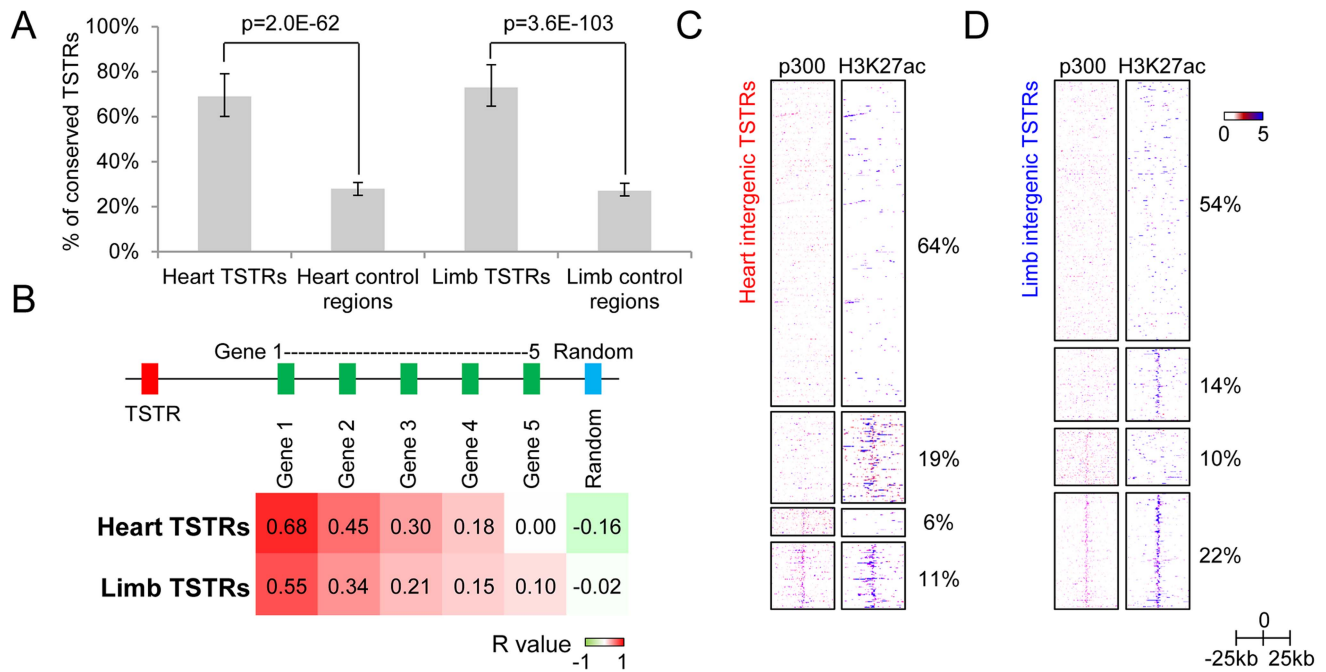 A
% of conserved TSTRs
100%
80%
60%
40%
20%
0%
p=2.0E-62
p=3.6E-103
Heart TSTRs
Heart control
regions
Limb TSTRs
Limb control
regions
B
Gene 1
5
Random
TSTR
Gene 1
Gene 2
Gene 3
Gene 4
Gene 5
Random
Heart TSTRs
0.68 0.45 0.30 0.18 0.00 -0.16
Limb TSTRs
0.55 0.34 0.21 0.15 0.10 -0.02
R value
-1 1
C
Heart intergenic TSTRs
p300 H3K27ac
64%
19%
6%
11%
D
Limb intergenic TSTRs
p300 H3K27ac
0 5
54%
14%
10%
22%
0
-25kb 25kb